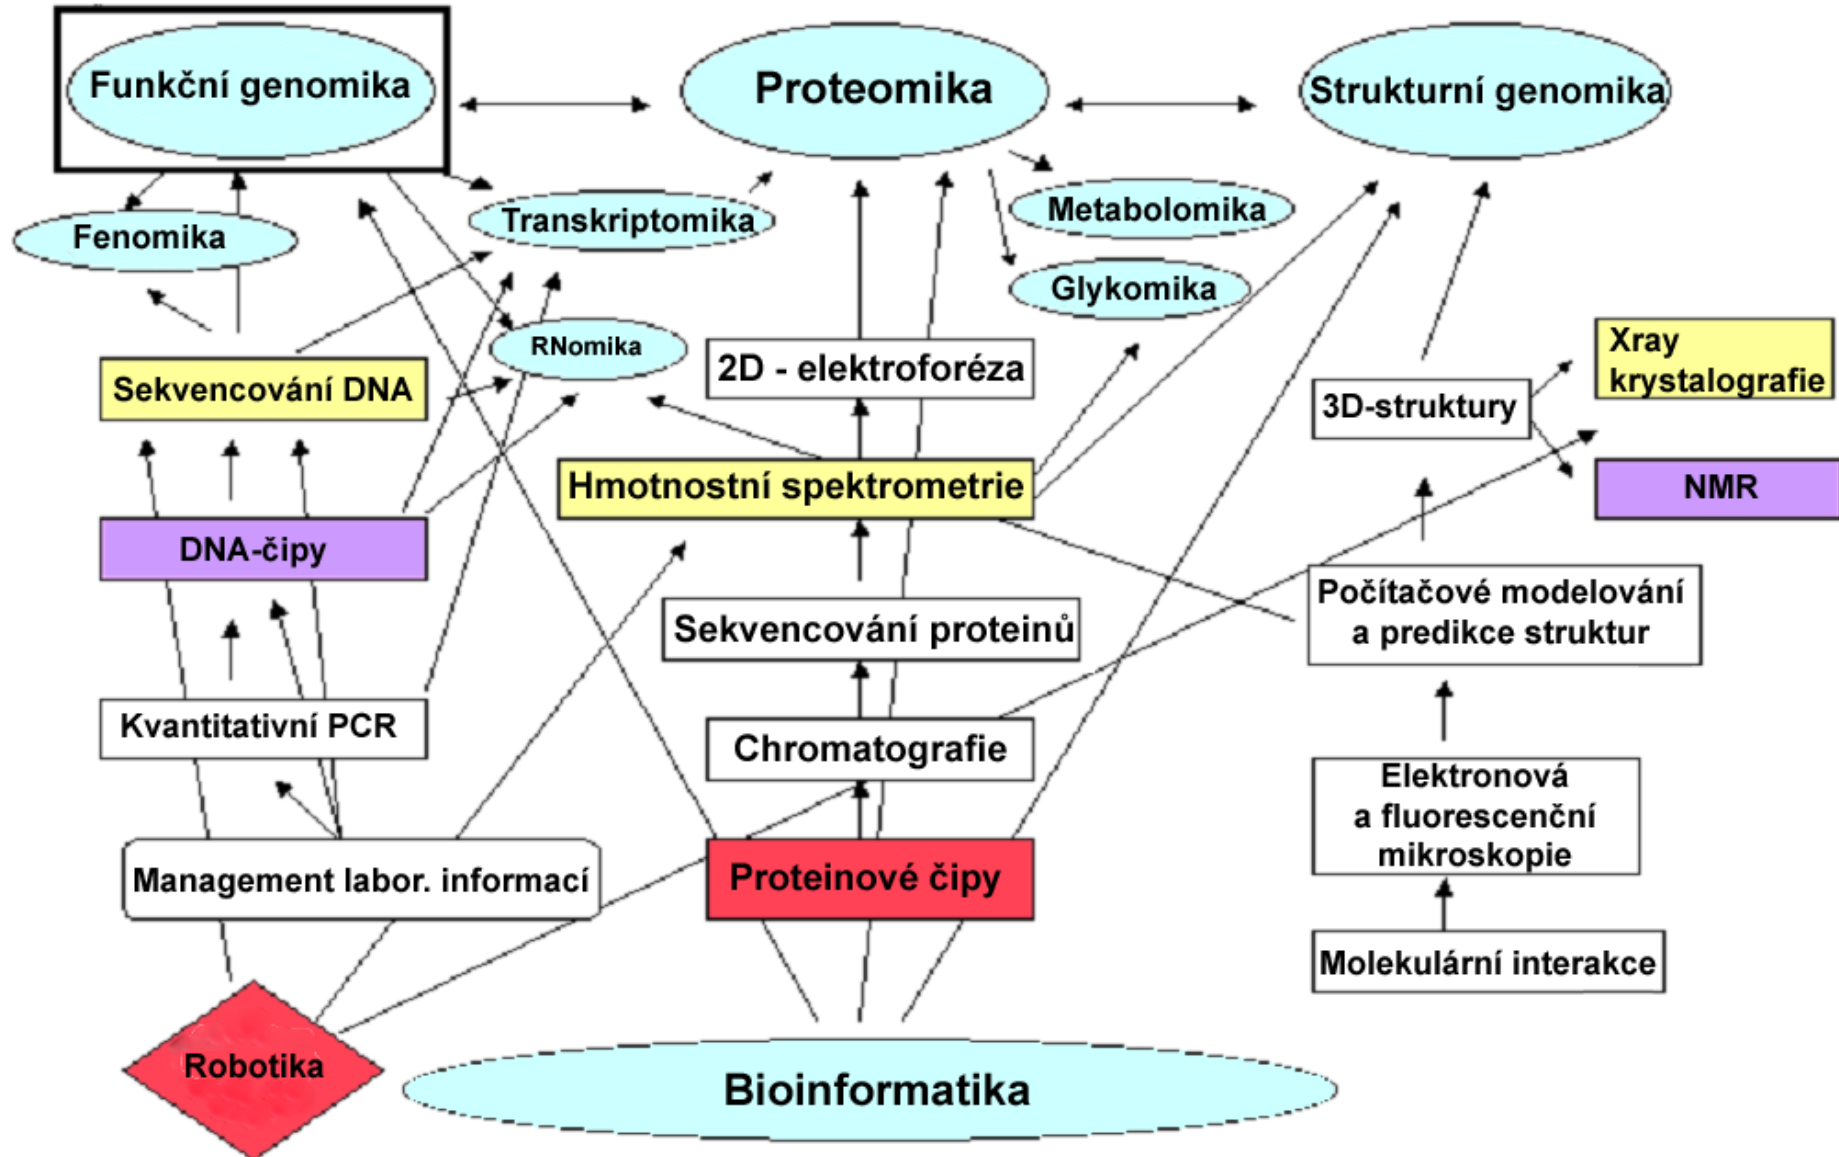 Funkční genomika
Proteomika
Strukturní genomika
Fenomika
Transkriptomika
Metabolomika
Glykomika
RNomika
Sekvencování DNA
2D - elektroforéza
3D-struktury
Xray
krystalografie
Hmotnostní spektrometrie
NMR
DNA-čipy
Sekvencování proteinů
Počítačové modelování
a predikce struktur
Kvantitativní PCR
Chromatografie
Elektronová
a fluorescenční
mikroskopie
Management labor. informací
Proteinové čipy
Molekulární interakce
Robotika
Bioinformatika